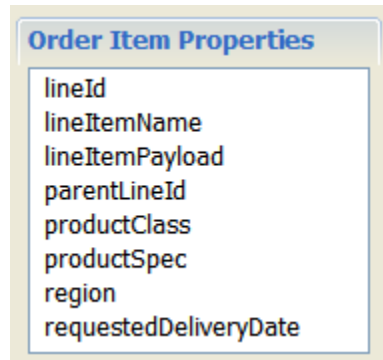 Order Item Properties
lineId
lineItemName
lineItemPayload
parentLineId
productClass
productSpec
region
requestedDeliveryDate